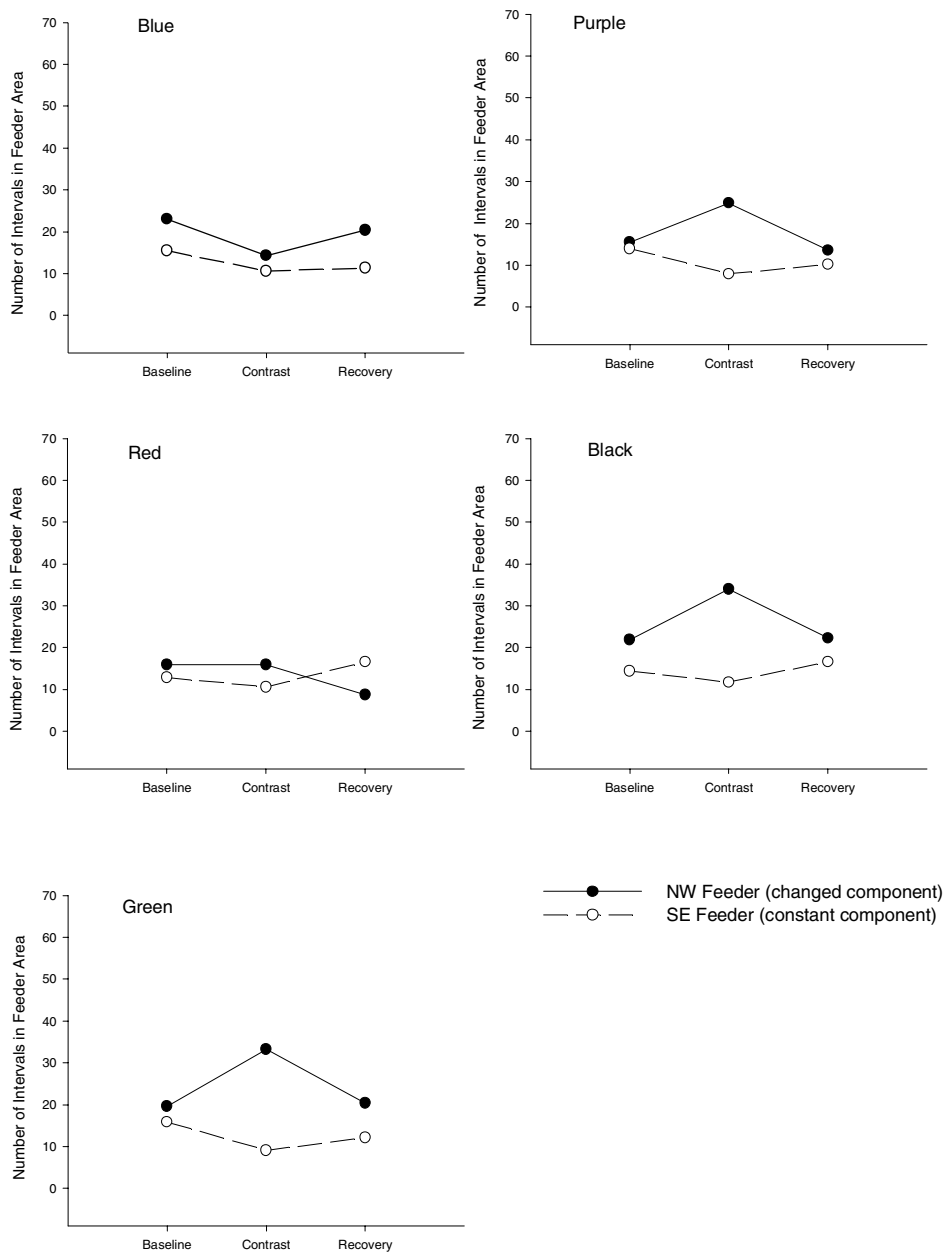 Blue
Number of Intervals in Feeder Area
70
60
50
40
30
20
10
0
Baseline Contrast Recovery
Purple
Number of Intervals in Feeder Area
70
60
50
40
30
20
10
0
Baseline Contrast Recovery
Red
Number of Intervals in Feeder Area
70
60
50
40
30
20
10
0
Baseline Contrast Recovery
Black
Number of Intervals in Feeder Area
70
60
50
40
30
20
10
0
Baseline Contrast Recovery
Green
Number of Intervals in Feeder Area
70
60
50
40
30
20
10
0
Baseline Contrast Recovery
NW Feeder (changed component)
SE Feeder (constant component)